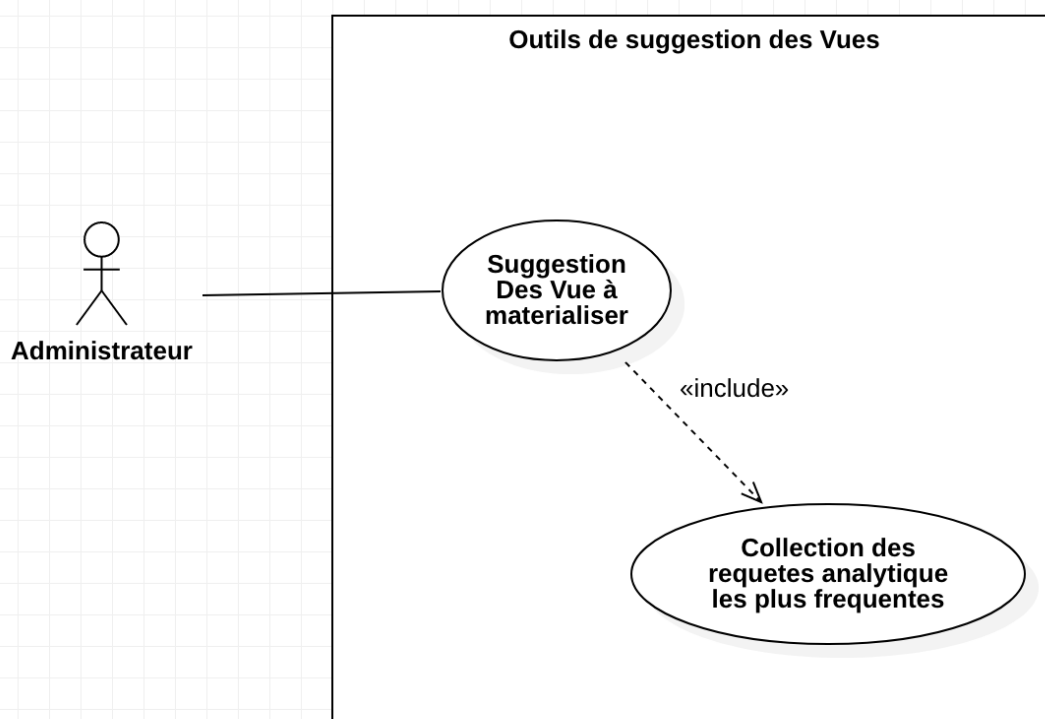 Outils de suggestion des Vues
Suggestion
Des Vue à
materialiser
Administrateur
«include»
Collection des
requetes analytique
les plus frequentes